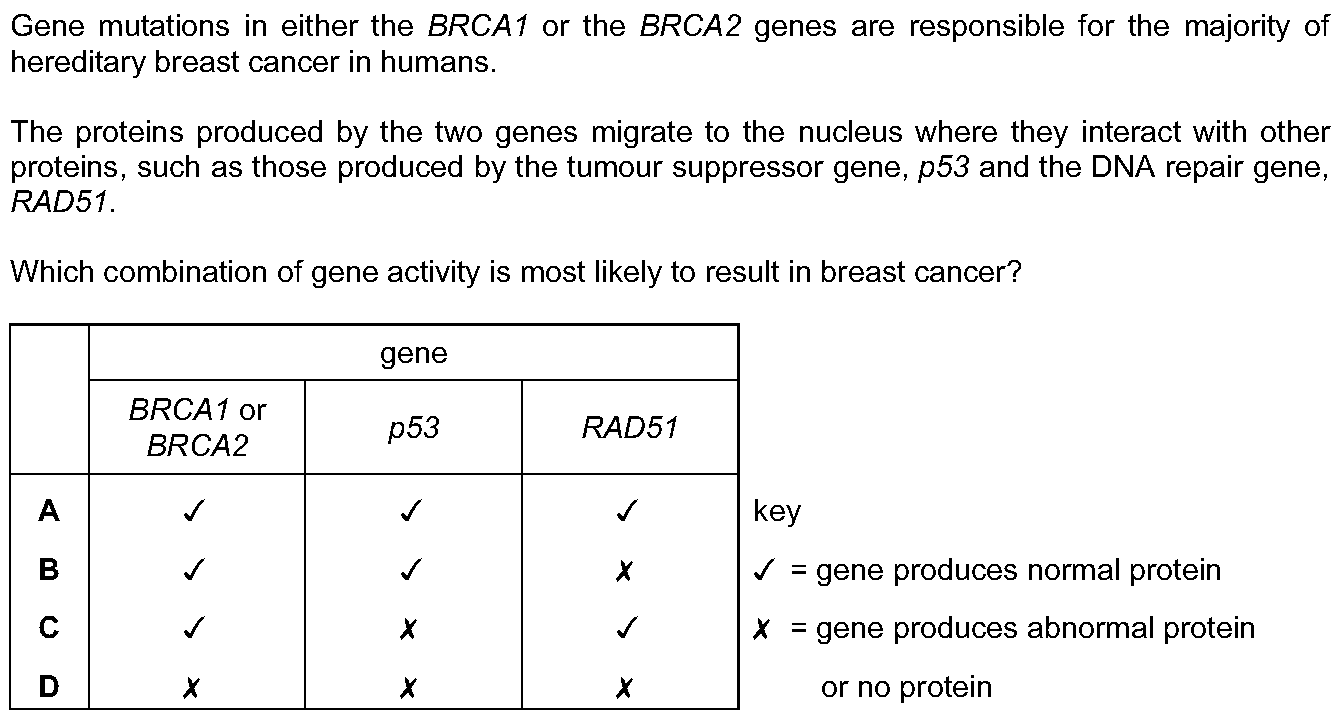 Gene mutations in either the BRCA1 or the BRCA2 genes are responsible for the majority of
hereditary breast cancer in humans.
The proteins produced by the two genes migrate to the nucleus where they interact with other
proteins, such as those produced by the tumour suppressor gene, p53 and the DNA repair gene,
RAD51.
Which combination of gene activity is most likely to result in breast cancer?
gene
BRCA1 or
BRCA2
p53
RAD51
A ✓ ✓ ✓
B ✓ ✓ ✗
C ✓ ✗ ✓
D ✗ ✗ ✗
key
✓ = gene produces normal protein
✗ = gene produces abnormal protein
or no protein